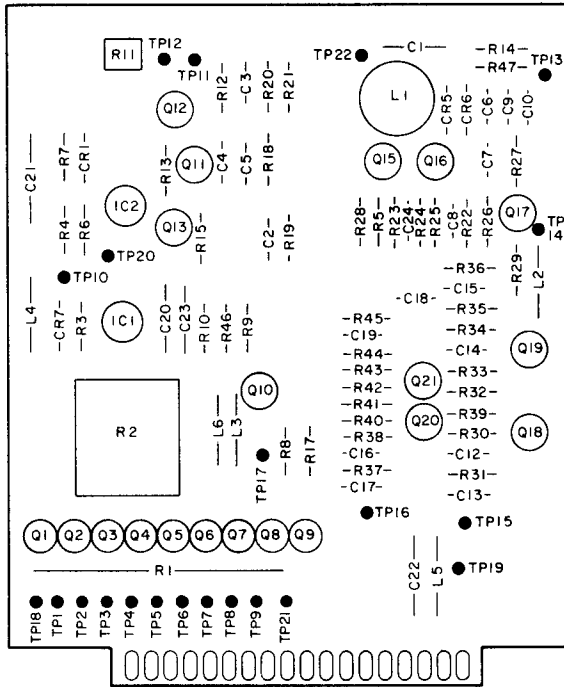 R11
TP12
TP11
TP22
C1
R14
R47
TP13
R12
C3
R20
R21
L1
CR5
CR6
C6
C9
C10
Q12
C21
R7
CR1
R13
Q11
C4
C5
R18
Q15
Q16
C7
R27
1C2
R4
R6
Q13
R15
C2
R19
R28
R5
R23
C24
R24
R25
C8
R22
R26
Q17
TP
14
TP20
TP10
R36
C15
R29
L2
C18
R35
L4
CR7
R3
1C1
C20
C23
R10
R46
R9
R45
C19
R34
R44
C14
Q19
R43
R33
R42
Q21
R32
Q10
R41
R39
R40
Q20
R30
Q18
R2
L6
L3
R38
C12
C16
TP17
R8
R17
R37
R31
C17
C13
TP16
TP15
Q1
Q2
Q3
Q4
Q5
Q6
Q7
Q8
Q9
R1
C22
L5
TP19
TP18
TP1
TP2
TP3
TP4
TP5
TP6
TP7
TP8
TP9
TP21